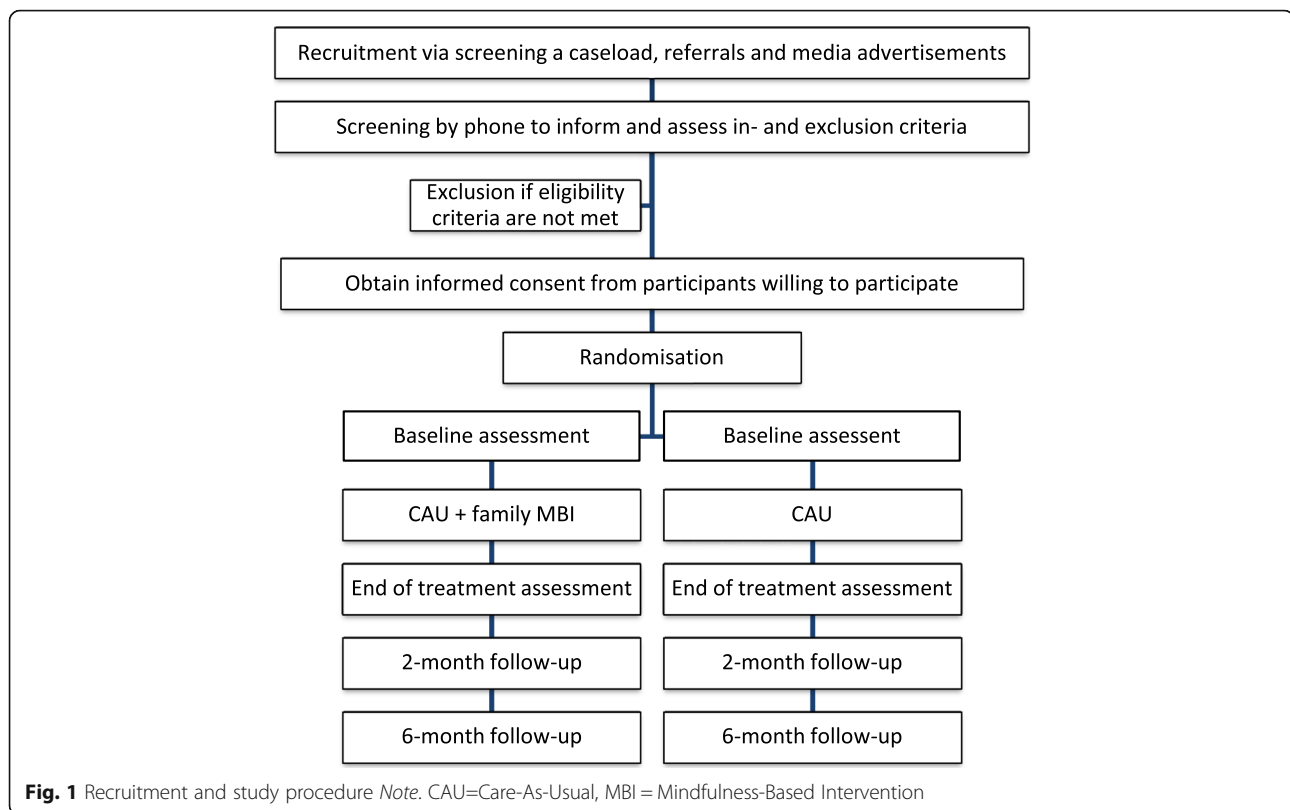 Recruitment via screening a caseload, referrals and media advertisements
Screening by phone to inform and assess in- and exclusion criteria
Exclusion if eligibility
criteria are not met
Obtain informed consent from participants willing to participate
Randomisation
Baseline assessment
Baseline assessent
CAU + family MBI
CAU
End of treatment assessment
End of treatment assessment
2-month follow-up
2-month follow-up
6-month follow-up
6-month follow-up
Fig. 1 Recruitment and study procedure Note. CAU=Care-As-Usual, MBI = Mindfulness-Based Intervention